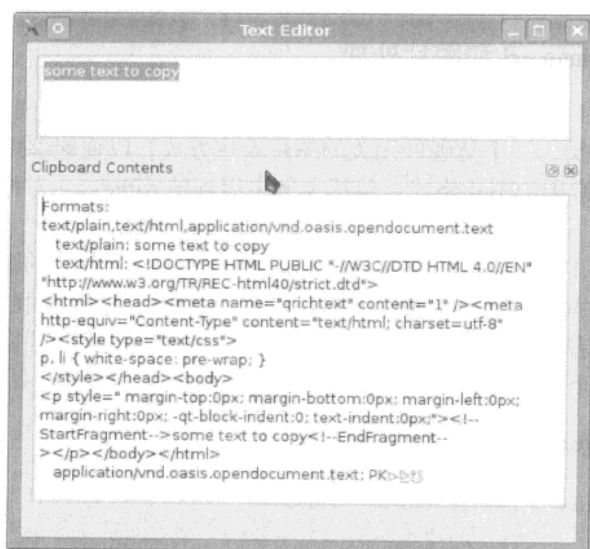 Text Editor
some text to copy
Clipboard Contents
Formats:
text/plain,text/html,application/vnd.oasis.opendocument.text
text/plain: some text to copy
text/html: <!DOCTYPE HTML PUBLIC "-//W3C//DTD HTML 4.0//EN"
"http://www.w3.org/TR/REC-html40/strict.dtd">
<html><head><meta name="qrichtext" content="1" /><meta
http-equiv="Content-Type" content="text/html; charset=utf-8"
/><style type="text/css">
p, li { white-space: pre-wrap; }
</style></head><body>
<p style=" margin-top:0px; margin-bottom:0px; margin-left:0px;
margin-right:0px; -qt-block-indent:0; text-indent:0px;"><!--
StartFragment-->some text to copy<!--EndFragment--
></p></body></html>
application/vnd.oasis.opendocument.text: PK